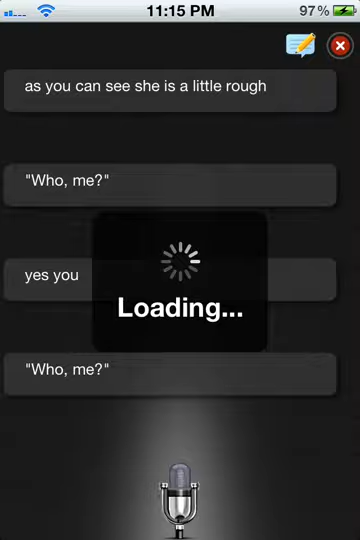 11:15 PM
97%
as you can see she is a little rough
"Who, me?"
yes you
Loading...
"Who, me?"